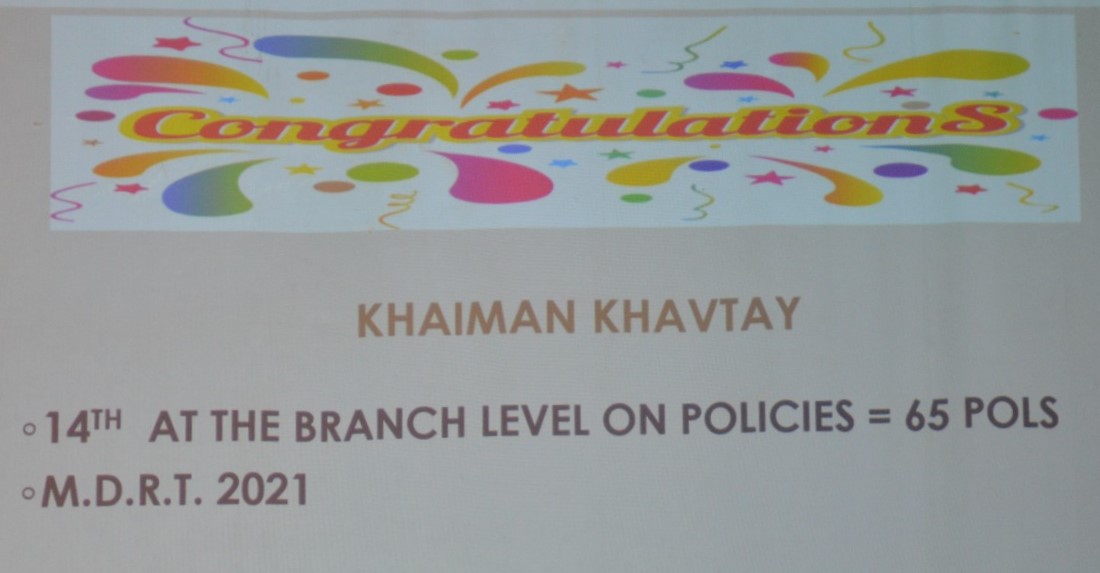 CongratulationS
KHAIMAN KHAVTAY
◦14TH AT THE BRANCH LEVEL ON POLICIES = 65 POLS
◦M.D.R.T. 2021